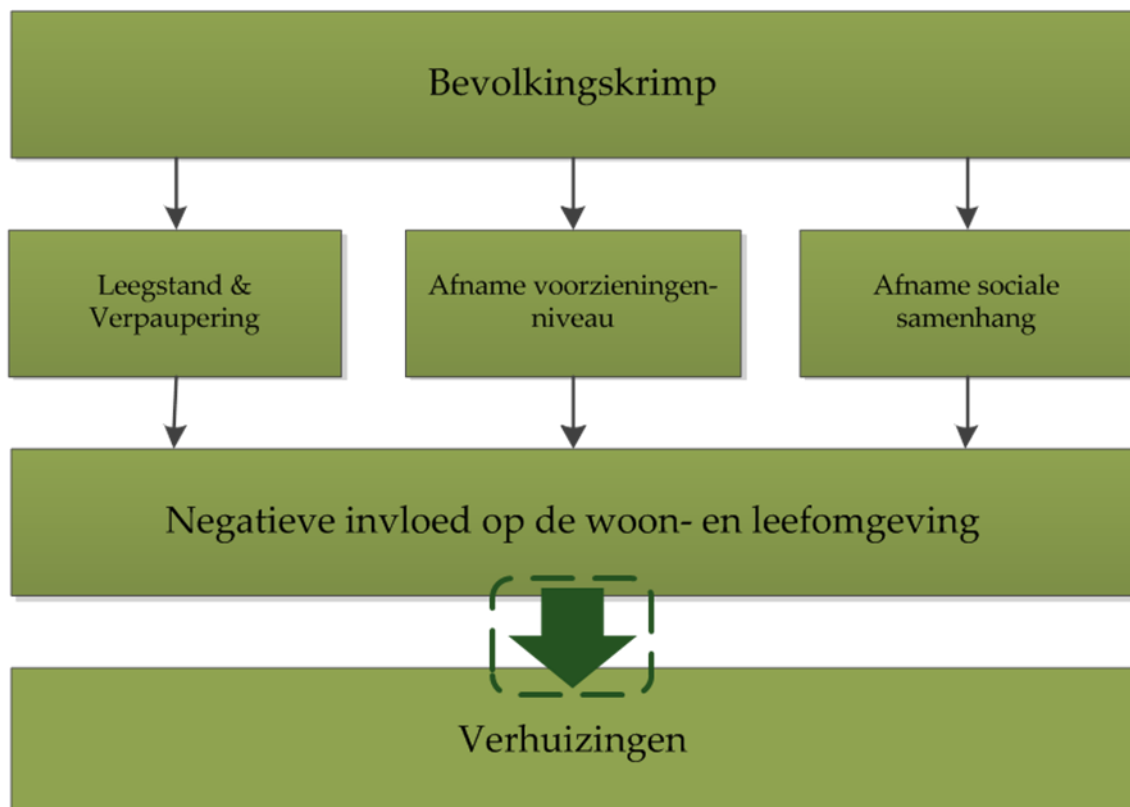 Bevolkingskrimp
Leegstand &
Verpaupering
Afname voorzieningen-
niveau
Afname sociale
samenhang
Negatieve invloed op de woon- en leefomgeving
Verhuizingen